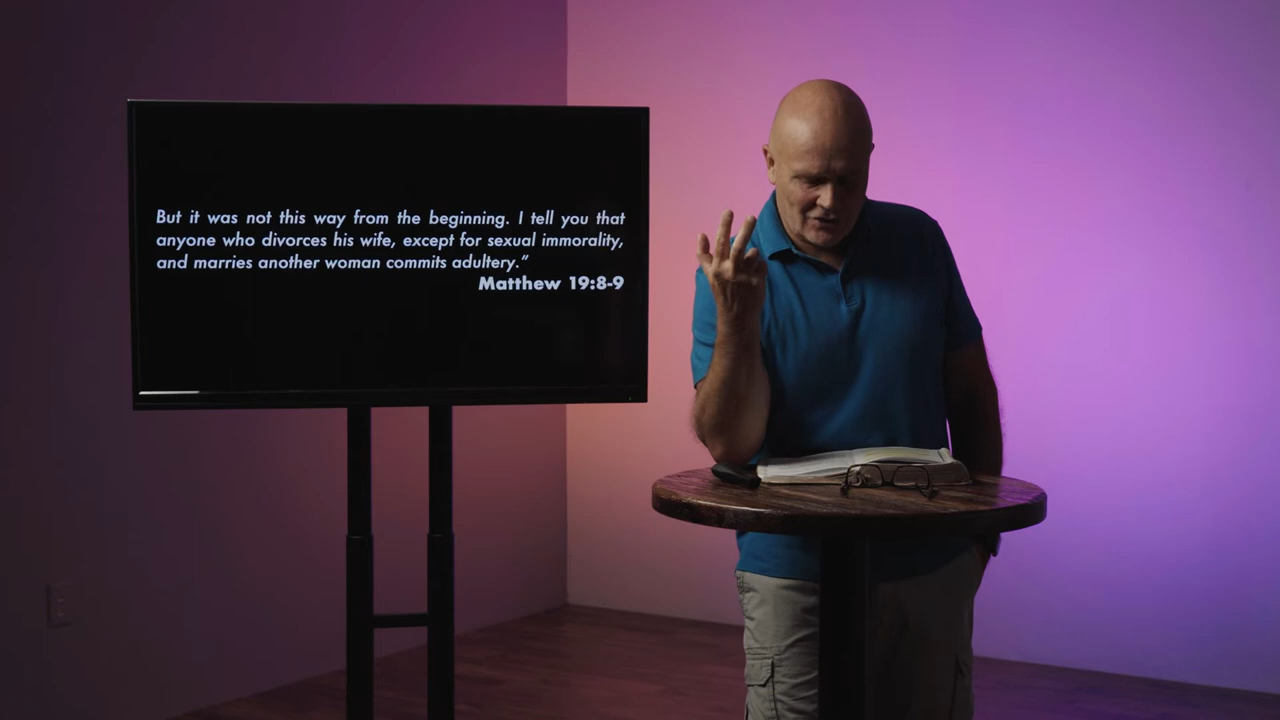 But it was not this way from the beginning. I tell you that
anyone who divorces his wife, except for sexual immorality,
and marries another woman commits adultery.”
Matthew 19:8-9